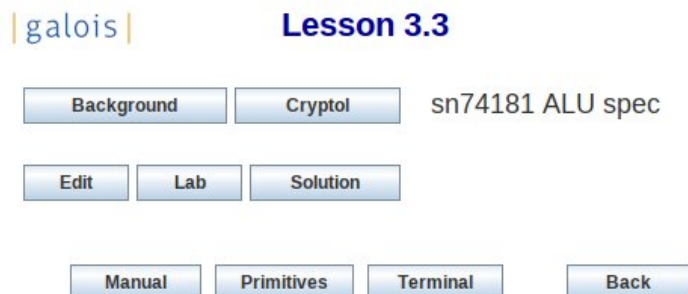 |galois| Lesson 3.3
Background Cryptol sn74181 ALU spec
Edit Lab Solution
Manual Primitives Terminal Back